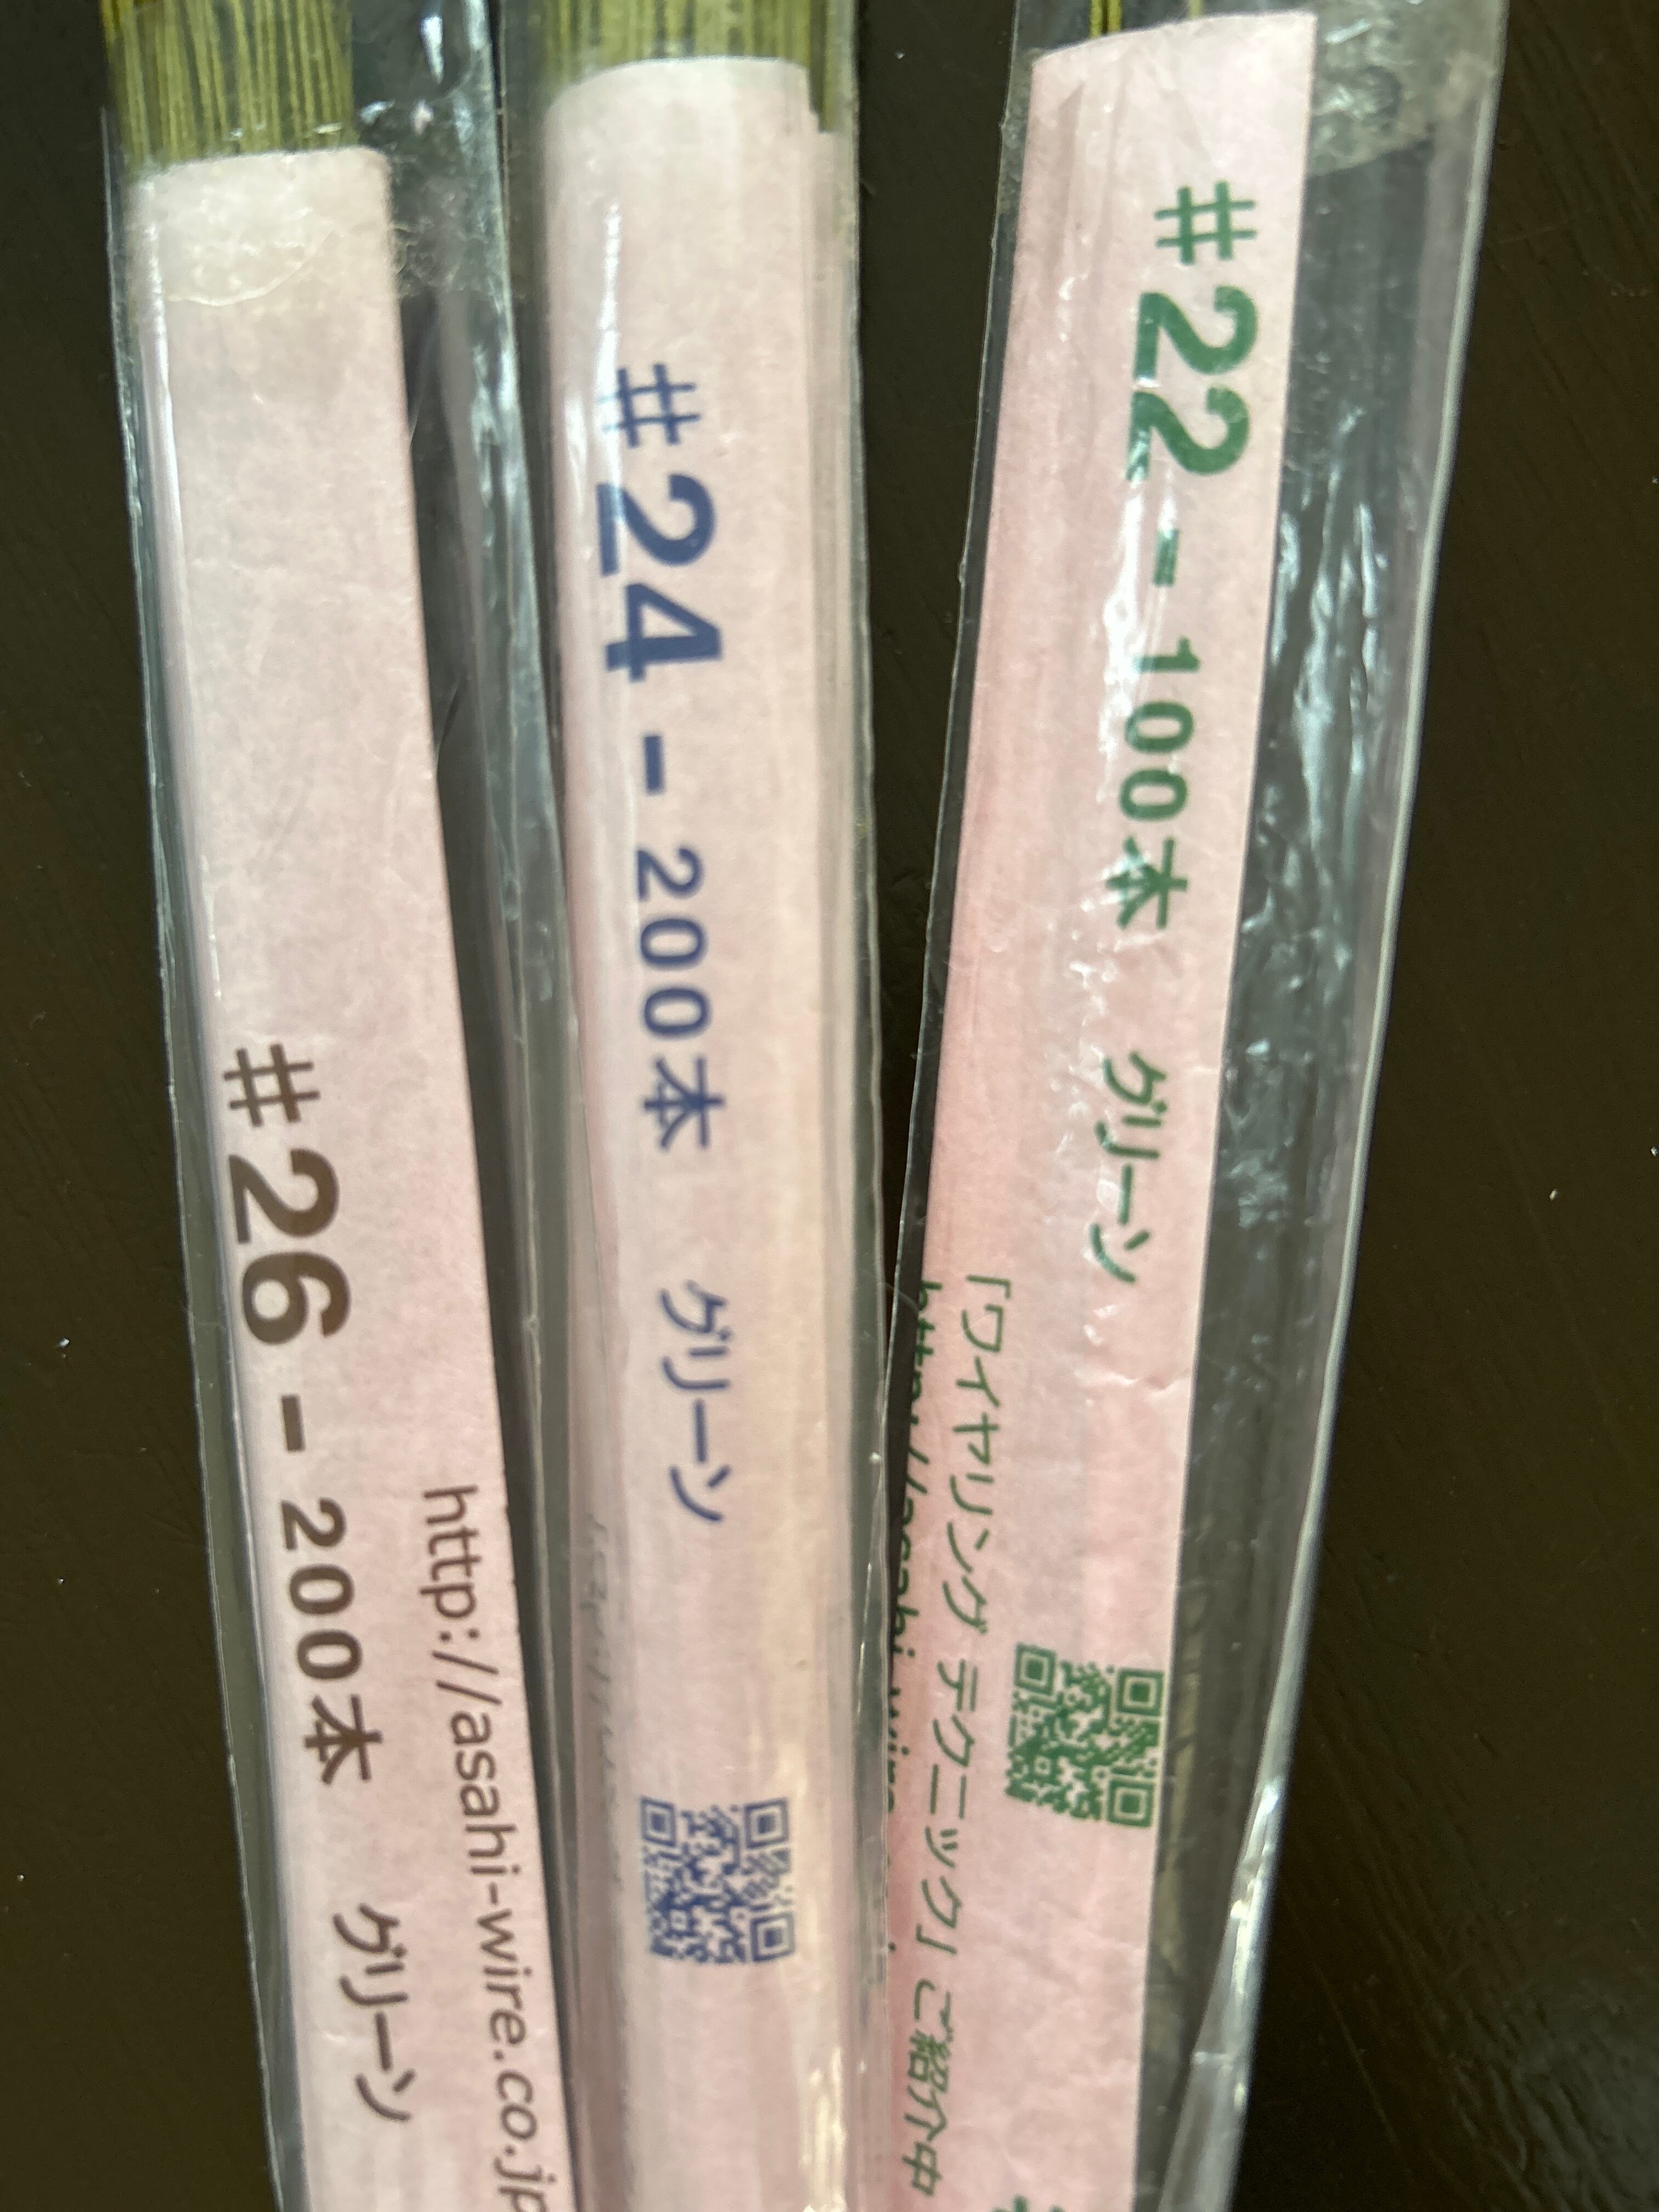 #26-200本 グリーン
http://asahi-wire.co.jp
#24-200本 グリーン
#22-100本 グリーン
「ワイヤリング テクニック」ご紹介中